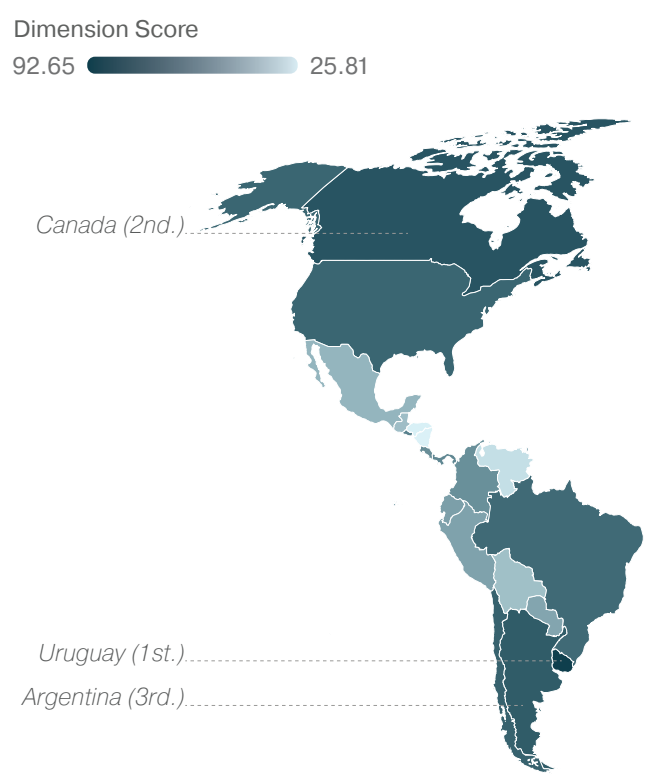 Dimension Score
92.65 25.81
Canada (2nd.)
Uruguay (1st.)
Argentina (3rd.)